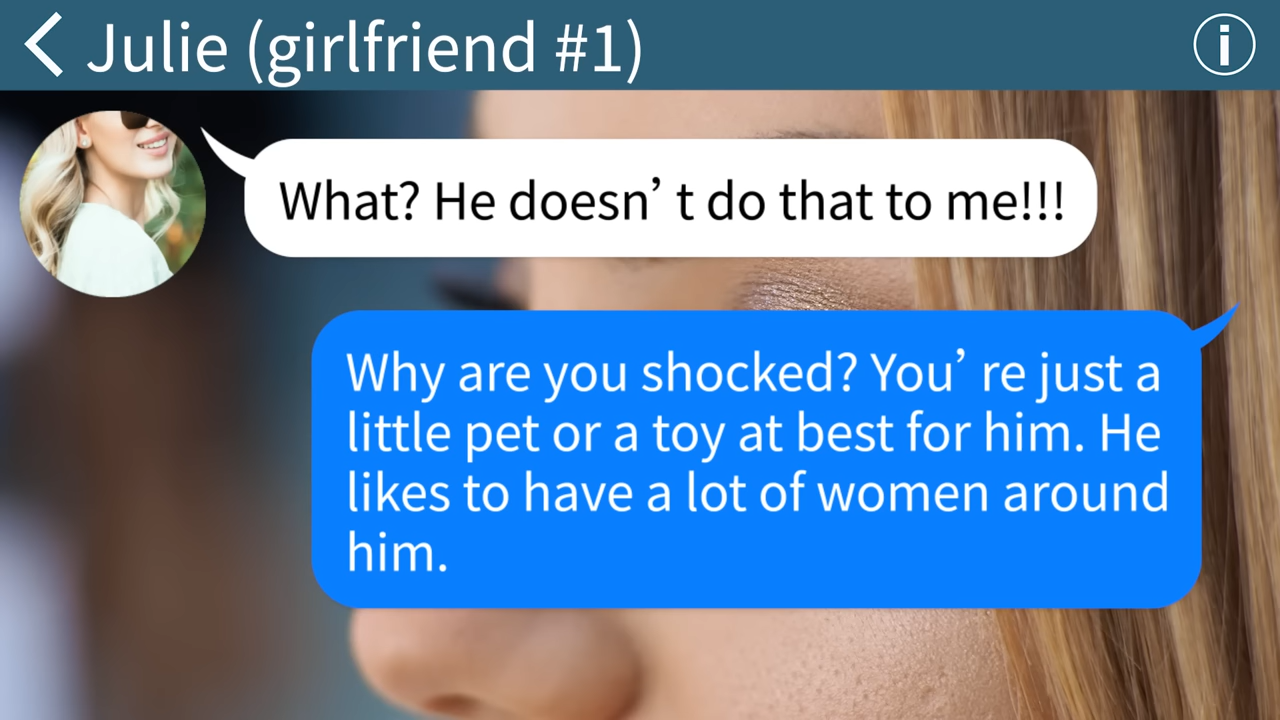 Julie (girlfriend #1)
What? He doesn’t do that to me!!!
Why are you shocked? You’re just a
little pet or a toy at best for him. He
likes to have a lot of women around
him.